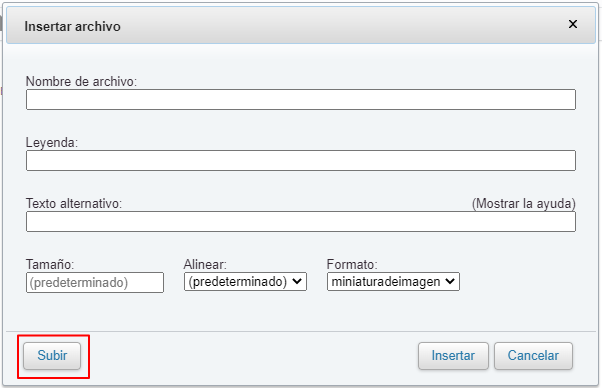 Insertar archivo
Nombre de archivo:
Leyenda:
Texto alternativo: (Mostrar la ayuda)
Tamaño: Alinear: Formato:
(predeterminado) (predeterminado) miniaturadeimagen
Subir Insertar Cancelar